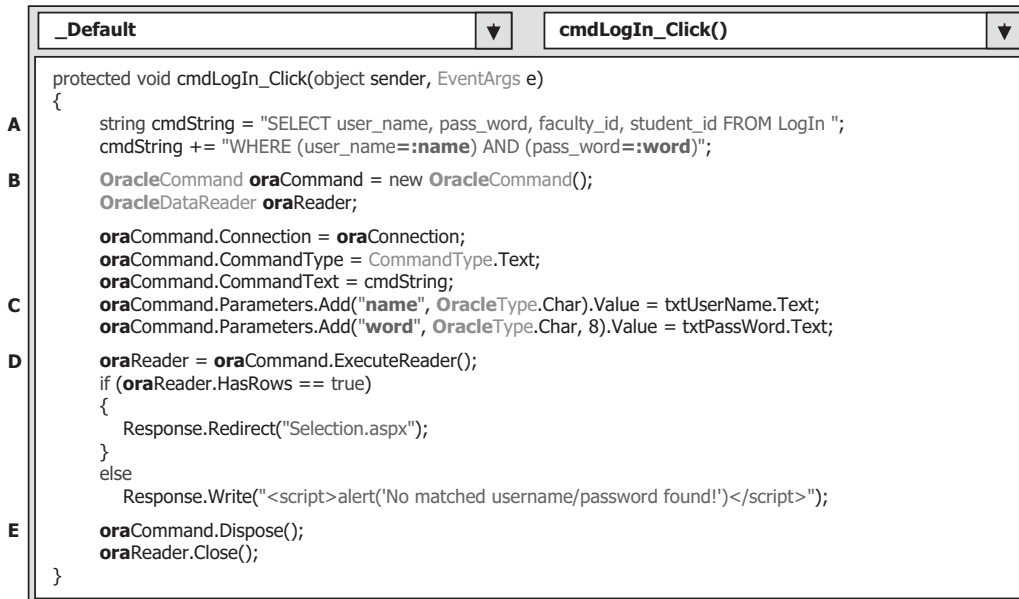 _Default cmdLogIn_Click()
protected void cmdLogIn_Click(object sender, EventArgs e)
{
A string cmdString = "SELECT user_name, pass_word, faculty_id, student_id FROM LogIn ";
cmdString += "WHERE (user_name=:name) AND (pass_word=:word)";
B OracleCommand oraCommand = new OracleCommand();
OracleDataReader oraReader;
oraCommand.Connection = oraConnection;
oraCommand.CommandType = CommandType.Text;
oraCommand.CommandText = cmdString;
C oraCommand.Parameters.Add("name", OracleType.Char).Value = txtUserName.Text;
oraCommand.Parameters.Add("word", OracleType.Char, 8).Value = txtPassWord.Text;
D oraReader = oraCommand.ExecuteReader();
if (oraReader.HasRows == true)
{
Response.Redirect("Selection.aspx");
}
else
Response.Write("<script>alert('No matched username/password found!')</script>");
E oraCommand.Dispose();
oraReader.Close();
}